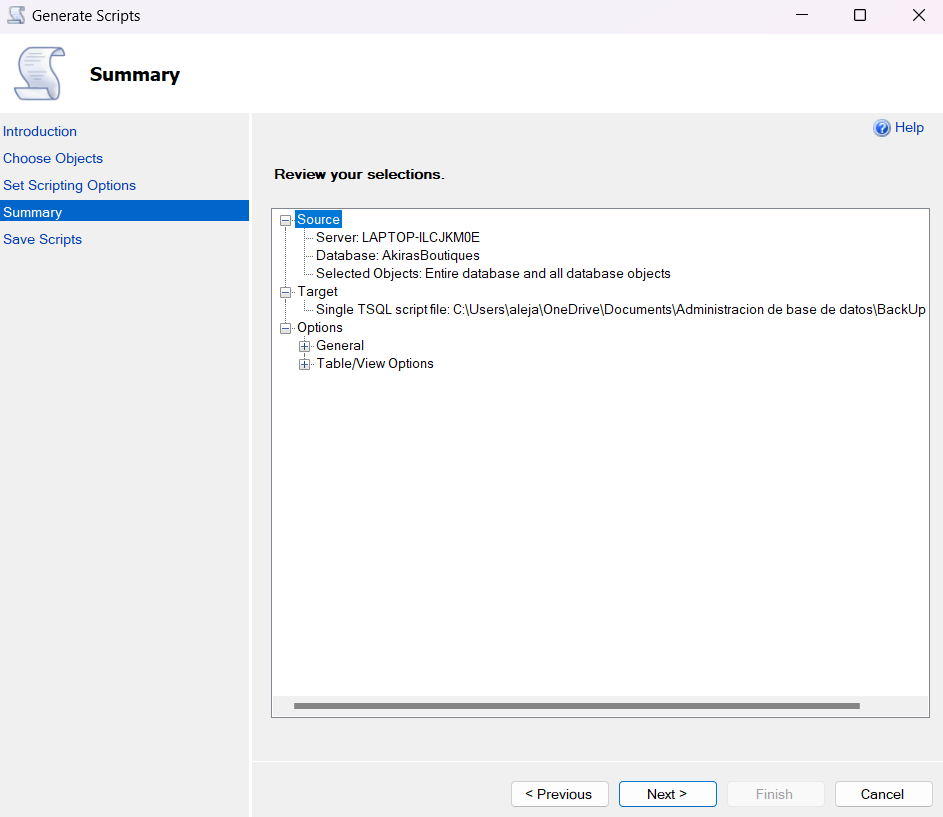 Generate Scripts
Summary
Introduction
Choose Objects
Set Scripting Options
Summary
Save Scripts
Help
Review your selections.
Source
Server: LAPTOP-ILCJKM0E
Database: AkirasBoutiques
Selected Objects: Entire database and all database objects
Target
Single TSQL script file: C:\Users\aleja\OneDrive\Documents\Administracion de base de datos\BackUp
Options
General
Table/View Options
< Previous
Next >
Finish
Cancel